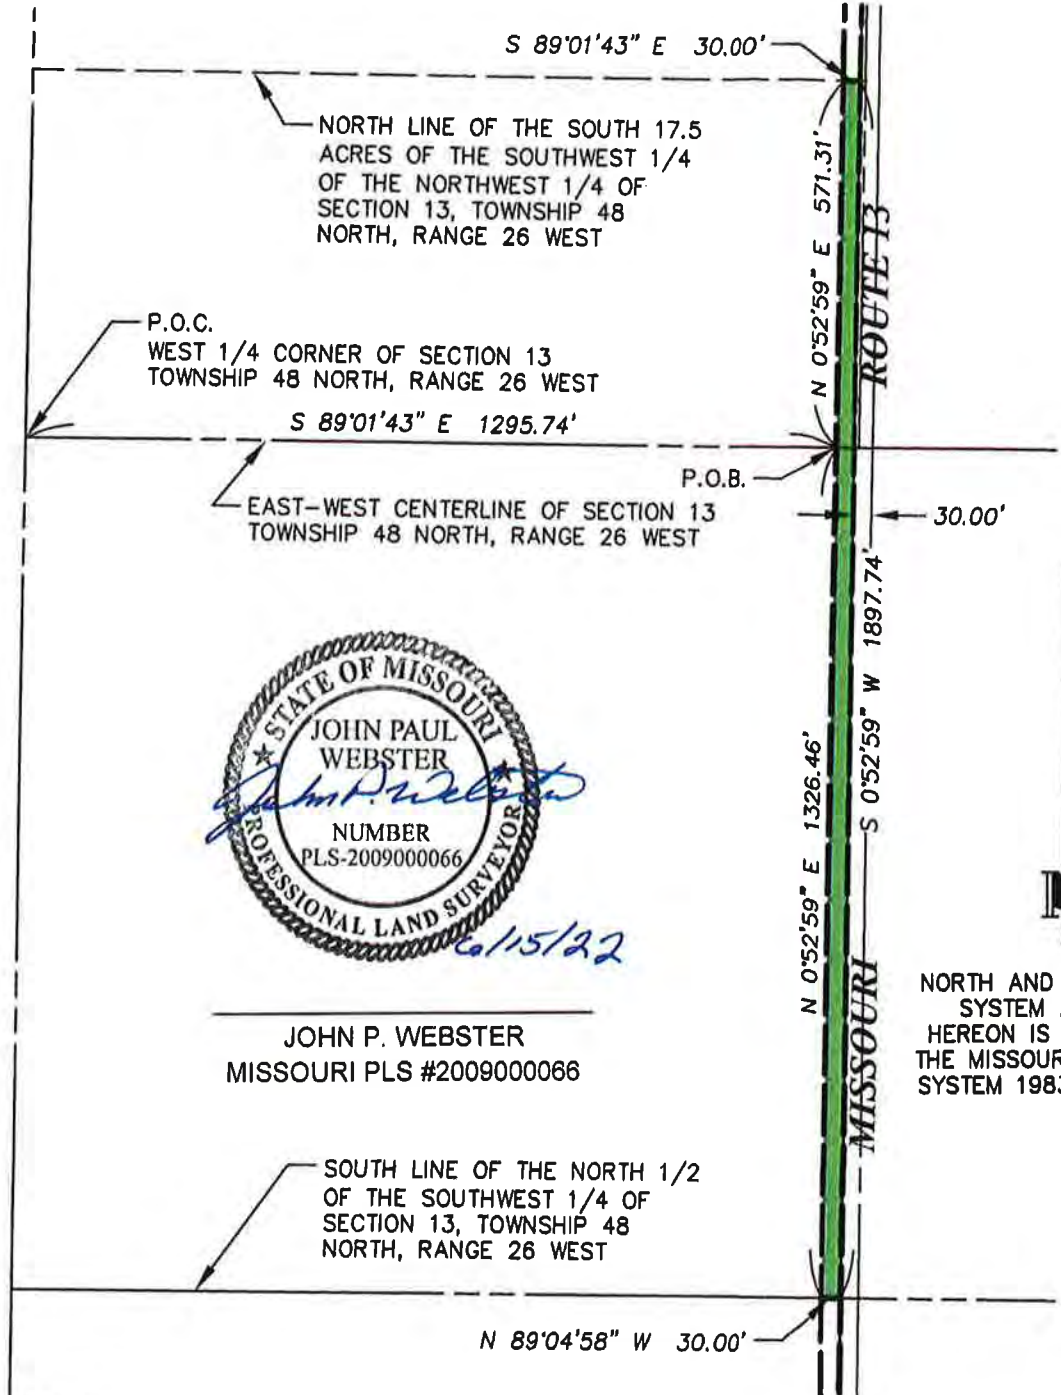 S 89°01'43" E 30.00'
NORTH LINE OF THE SOUTH 17.5
ACRES OF THE SOUTHWEST 1/4
OF THE NORTHWEST 1/4 OF
SECTION 13, TOWNSHIP 48
NORTH, RANGE 26 WEST
N 0°52'59" E 571.31'
ROUTE 13
P.O.C.
WEST 1/4 CORNER OF SECTION 13
TOWNSHIP 48 NORTH, RANGE 26 WEST
S 89°01'43" E 1295.74'
P.O.B.
EAST-WEST CENTERLINE OF SECTION 13
TOWNSHIP 48 NORTH, RANGE 26 WEST
30.00'
S 0°52'59" W 1897.74'
N 0°52'59" E 1326.46'
MISSOURI
STATE OF MISSOURI
JOHN PAUL
WEBSTER
John P. Webster
NUMBER
PLS-2009000066
PROFESSIONAL LAND SURVEYOR
6/15/22
JOHN P. WEBSTER
MISSOURI PLS #2009000066
NORTH AND
SYSTEM
HEREON IS
THE MISSOUR
SYSTEM 198
SOUTH LINE OF THE NORTH 1/2
OF THE SOUTHWEST 1/4 OF
SECTION 13, TOWNSHIP 48
NORTH, RANGE 26 WEST
N 89°04'58" W 30.00'